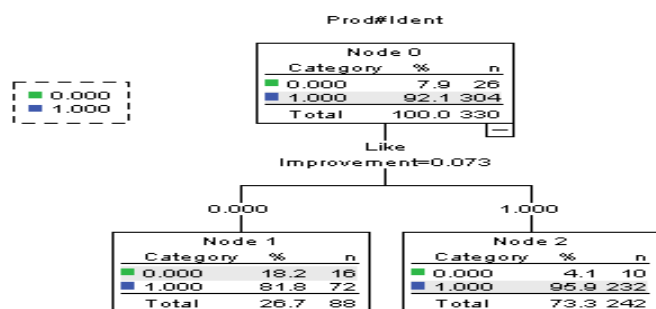 Prod#Ident
Node 0
Category % n
0.000 7.9 26
1.000 92.1 304
Total 100.0 330
0.000
1.000
Like
Improvement=0.073
0.000 1.000
Node 1
Category % n
0.000 18.2 16
1.000 81.8 72
Total 26.7 88
Node 2
Category % n
0.000 4.1 10
1.000 95.9 232
Total 73.3 242